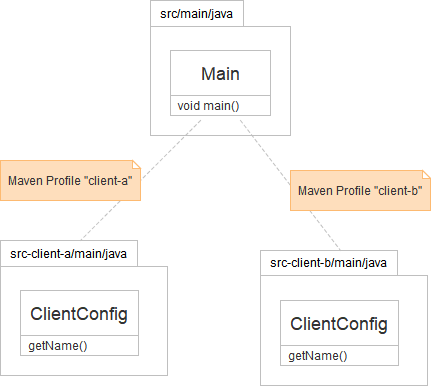 src/main/java
Main
void main()
Maven Profile "client-a"
Maven Profile "client-b"
src-client-a/main/java
ClientConfig
getName()
src-client-b/main/java
ClientConfig
getName()